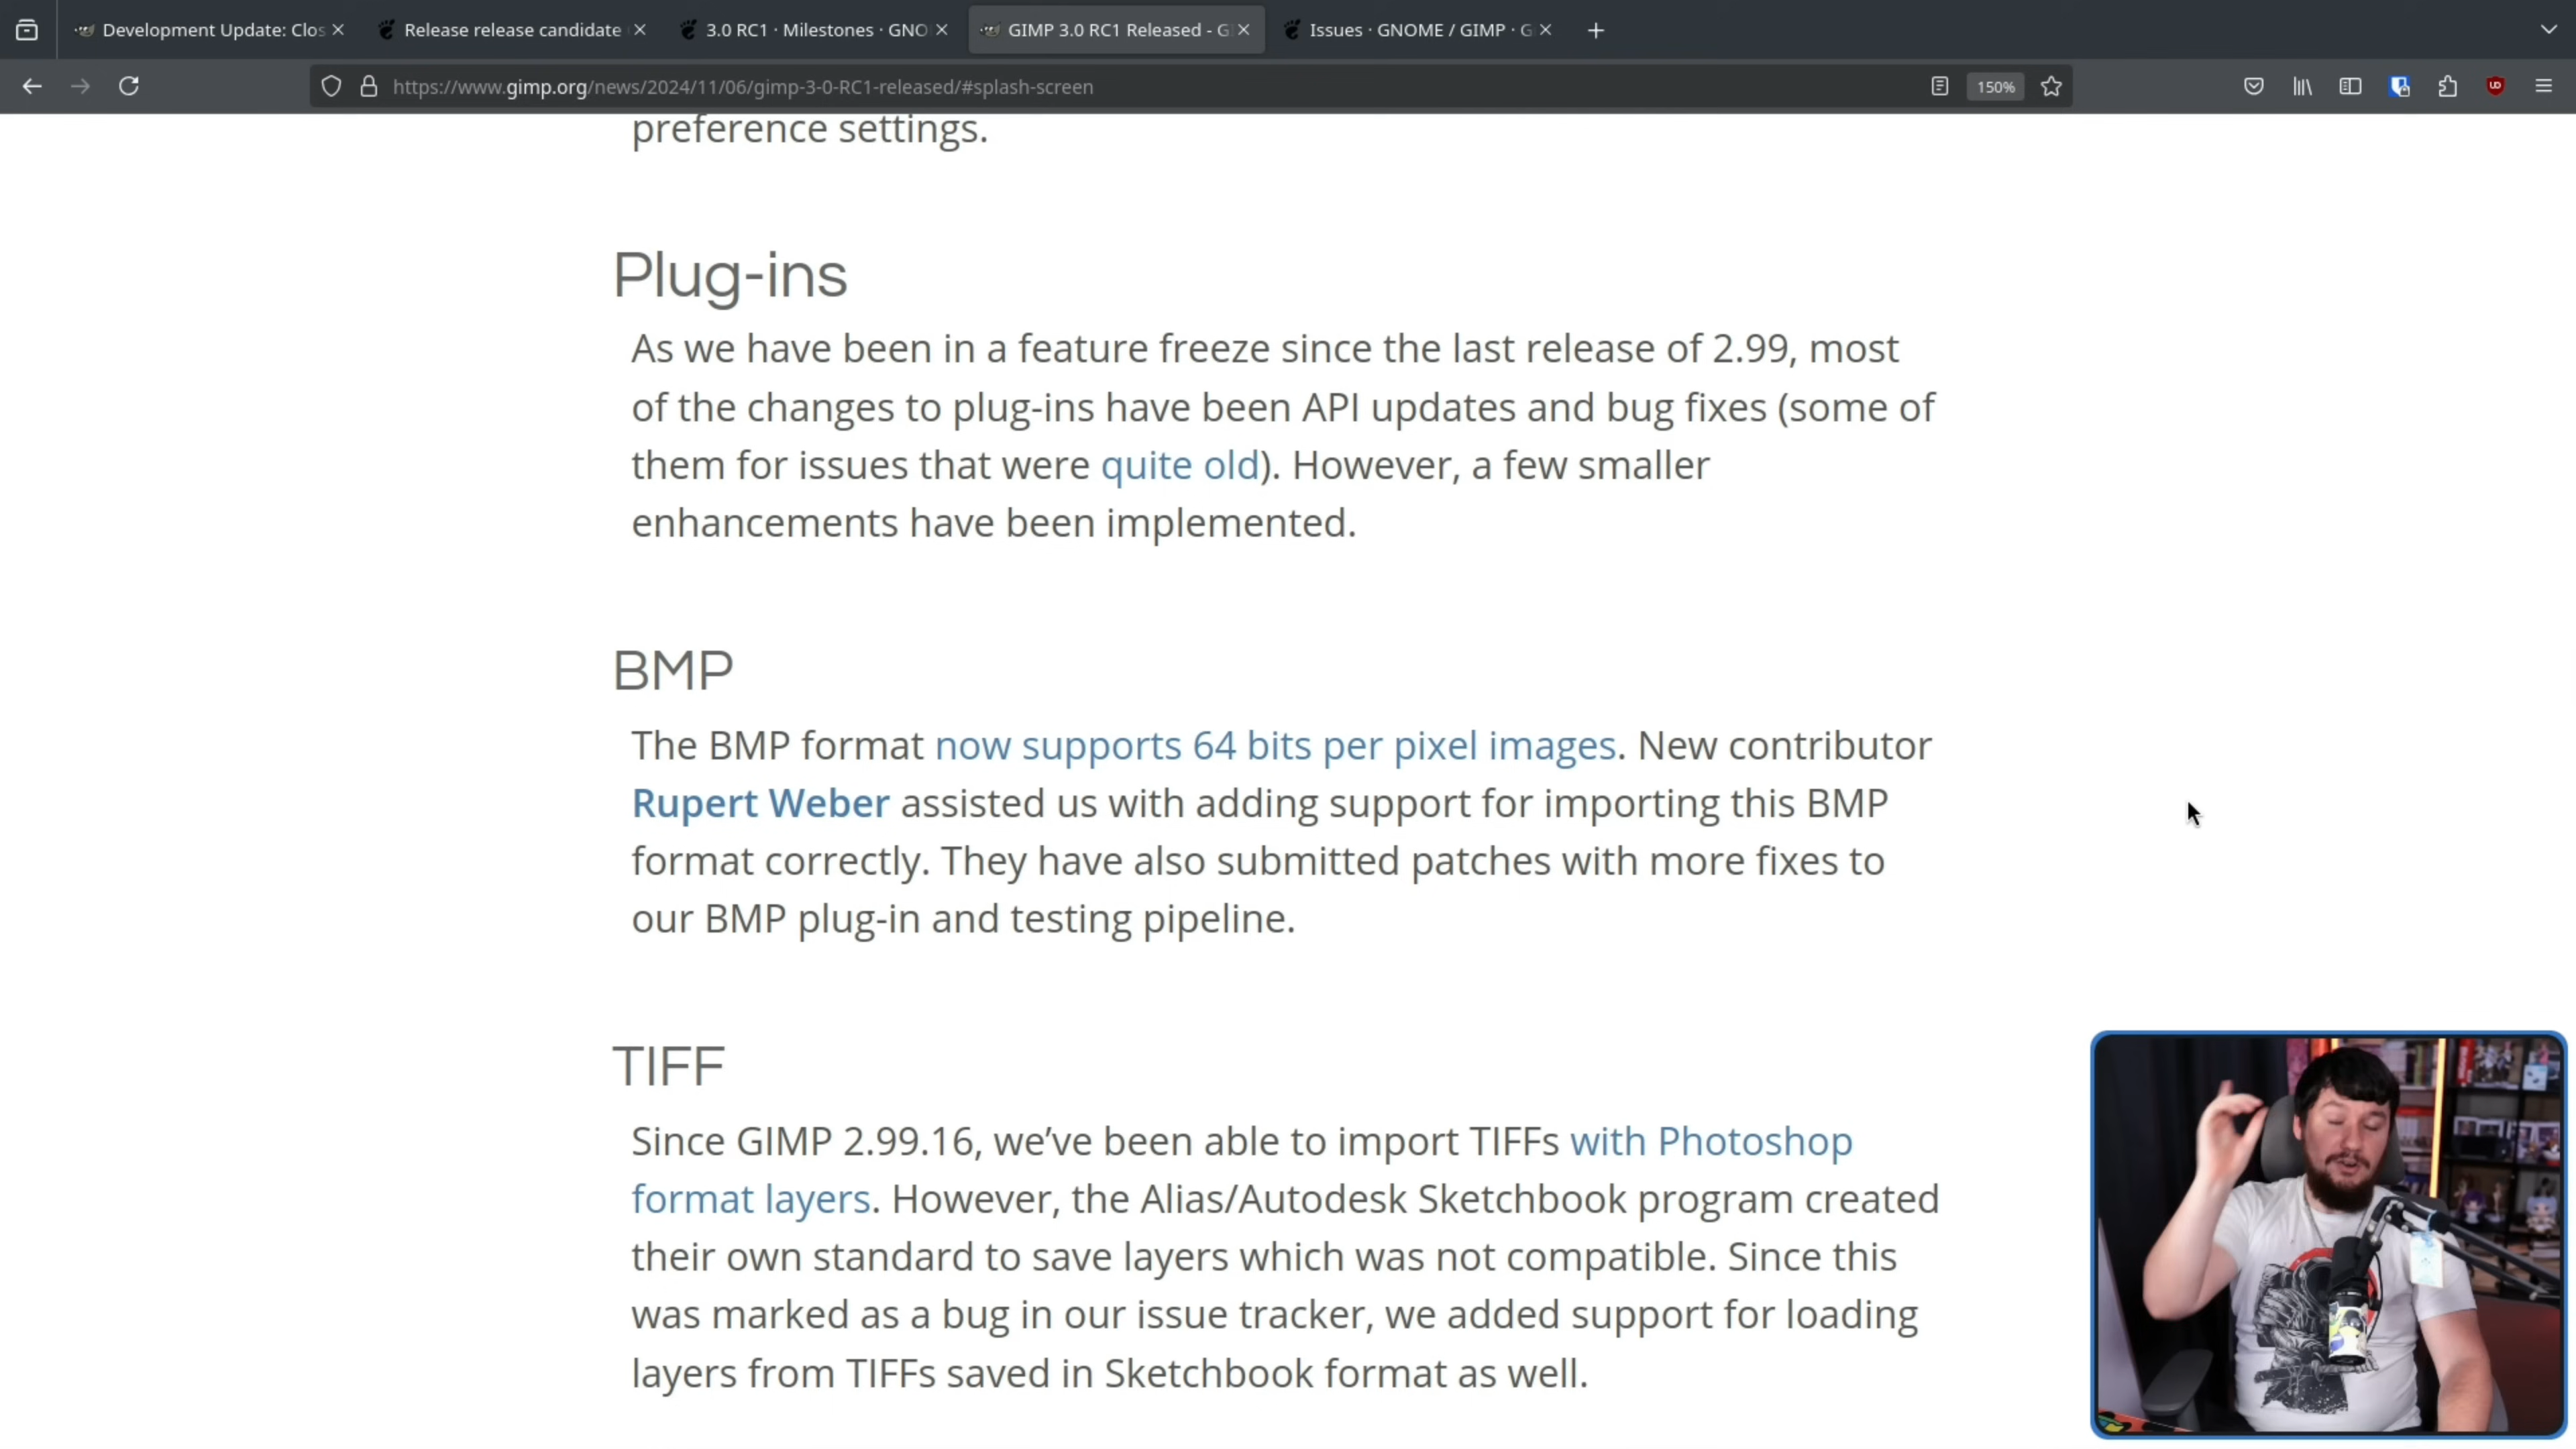 Development Update: Clos
Release release candidate
3.0 RC1 · Milestones · GNO
GIMP 3.0 RC1 Released - G
Issues · GNOME / GIMP · G
https://www.gimp.org/news/2024/11/06/gimp-3-0-RC1-released/#splash-screen
150%
preference settings.
Plug-ins
As we have been in a feature freeze since the last release of 2.99, most
of the changes to plug-ins have been API updates and bug fixes (some of
them for issues that were quite old). However, a few smaller
enhancements have been implemented.
BMP
The BMP format now supports 64 bits per pixel images. New contributor
Rupert Weber assisted us with adding support for importing this BMP
format correctly. They have also submitted patches with more fixes to
our BMP plug-in and testing pipeline.
TIFF
Since GIMP 2.99.16, we’ve been able to import TIFFs with Photoshop
format layers. However, the Alias/Autodesk Sketchbook program created
their own standard to save layers which was not compatible. Since this
was marked as a bug in our issue tracker, we added support for loading
layers from TIFFs saved in Sketchbook format as well.